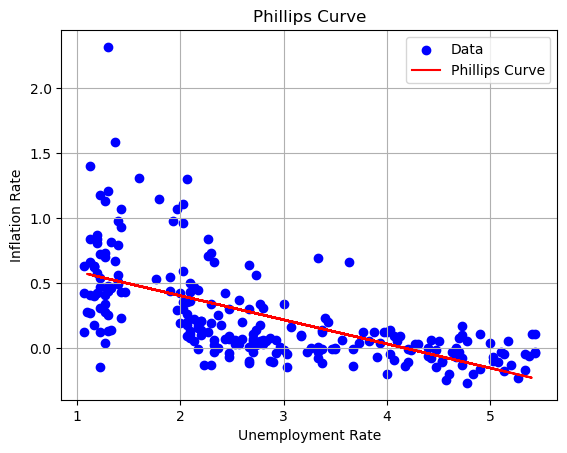 Phillips Curve
Data
Phillips Curve
2.0
1.5
1.0
0.5
0.0
Inflation Rate
1 2 3 4 5
Unemployment Rate